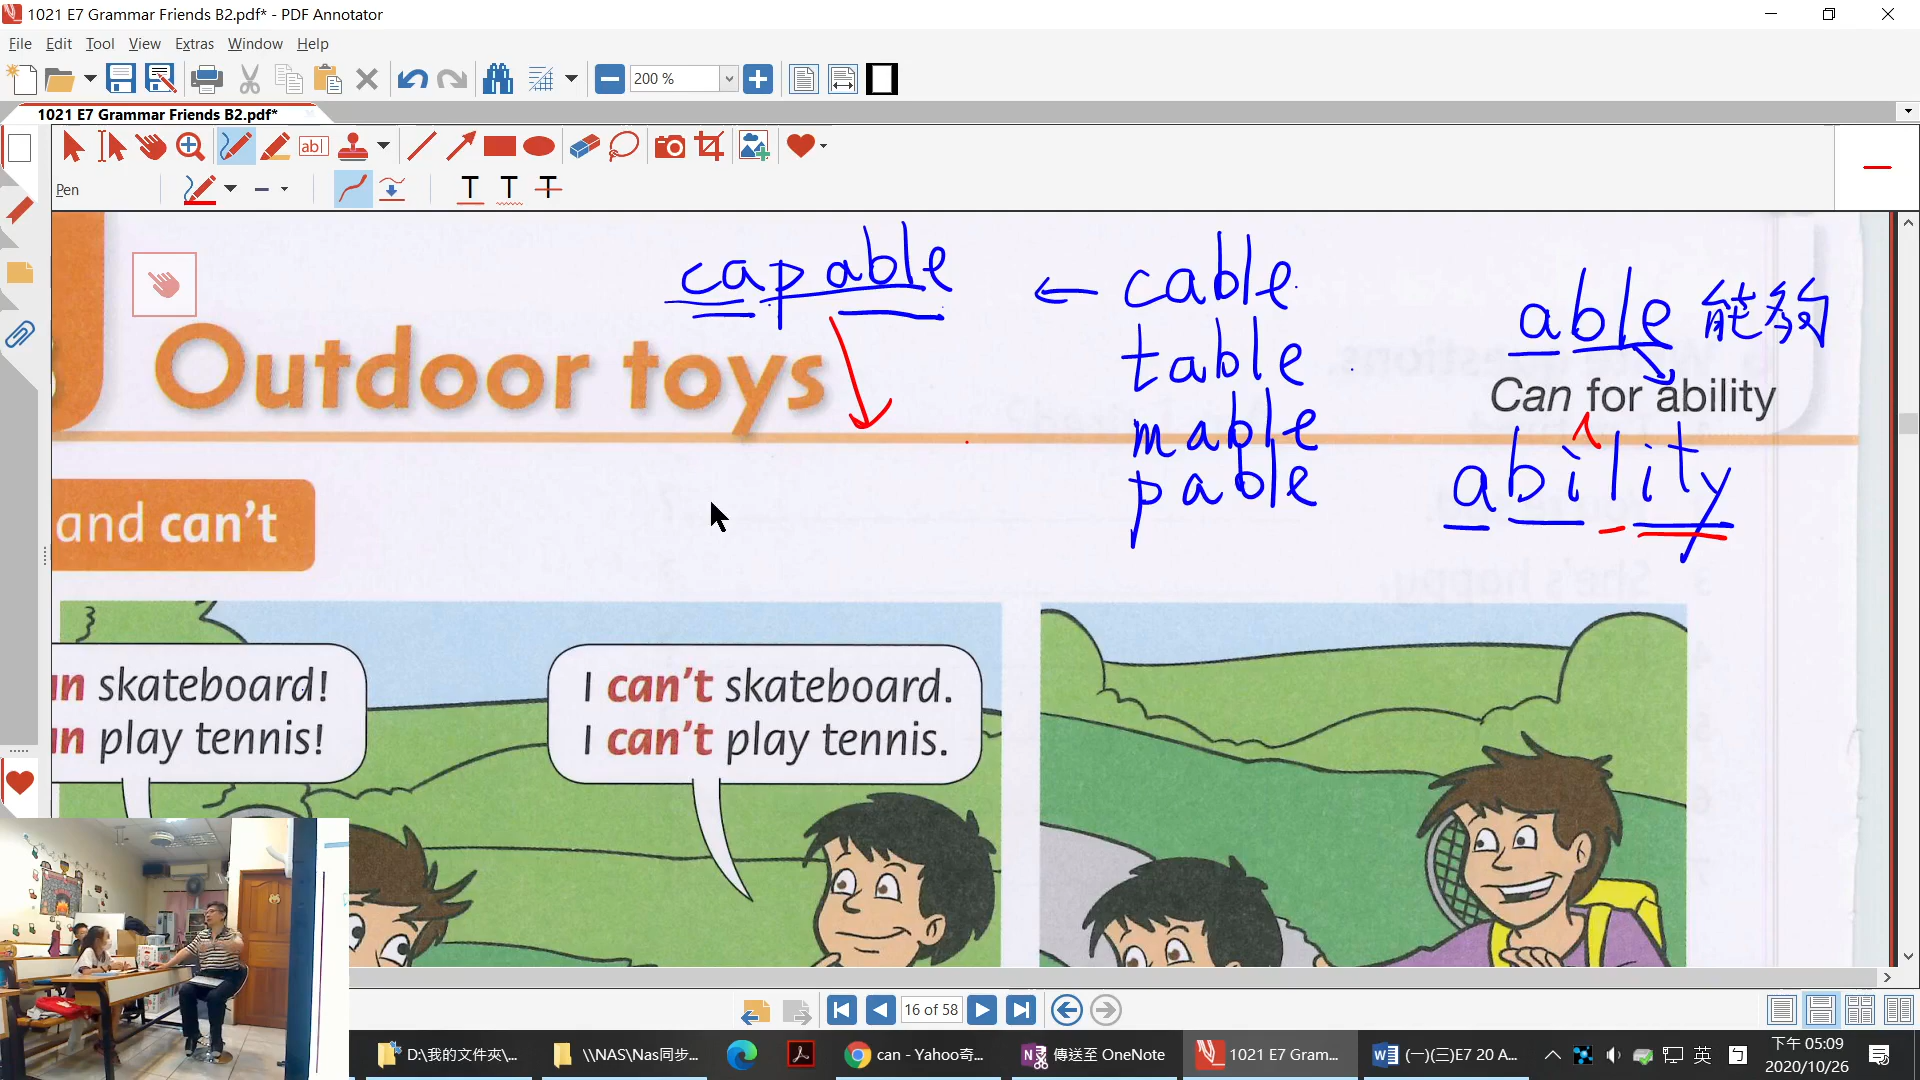 1021 E7 Grammar Friends B2.pdf* - PDF Annotator
File Edit Tool View Extras Window Help
200 %
1021 E7 Grammar Friends B2.pdf*
Pen
capable ← cable
able 能夠
table
mable
pable
Outdoor toys
Can for ability
ability
and can't
an skateboard!
an play tennis!
I can't skateboard.
I can't play tennis.
16 of 58
D:\我的文件夾\...
\\NAS\Nas同步...
can - Yahoo奇...
傳送至 OneNote
1021 E7 Gram...
(一)(三)E7 20 A...
英
下午 05:09
2020/10/26